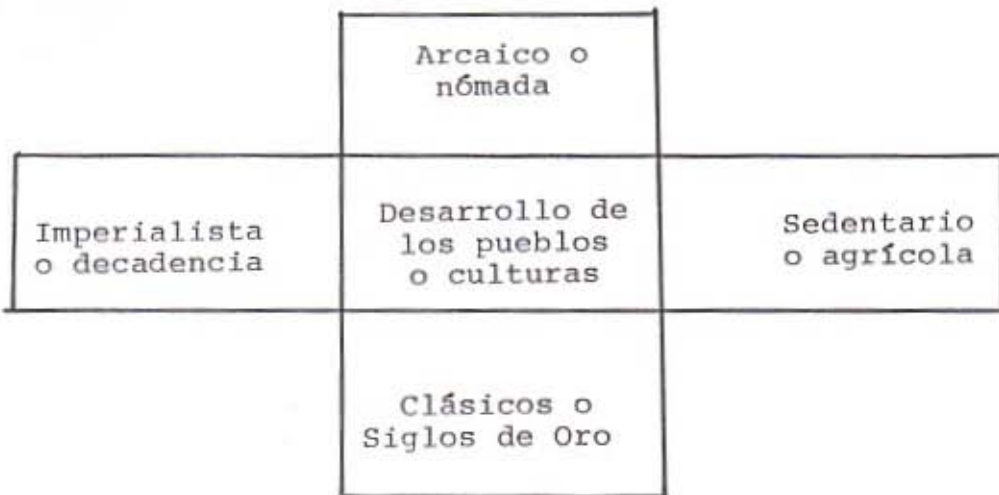 Arcaico o
nómada
Imperialista
o decadencia
Desarrollo de
los pueblos
o culturas
Sedentario
o agrícola
Clásicos o
Siglos de Oro